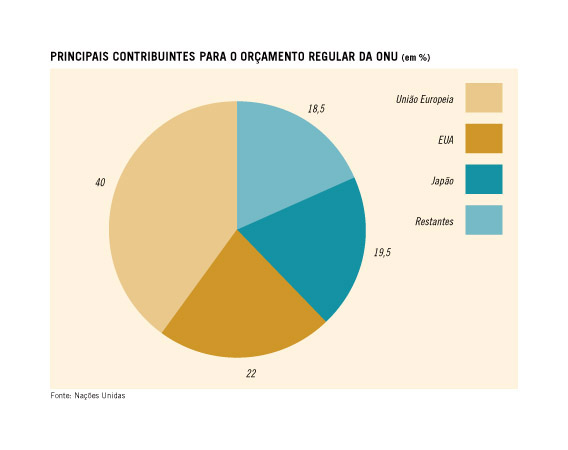 PRINCIPAIS CONTRIBUINTES PARA O ORÇAMENTO REGULAR DA ONU (em %)
União Europeia
EUA
Japão
Restantes
18,5
40
19,5
22
Fonte: Nações Unidas